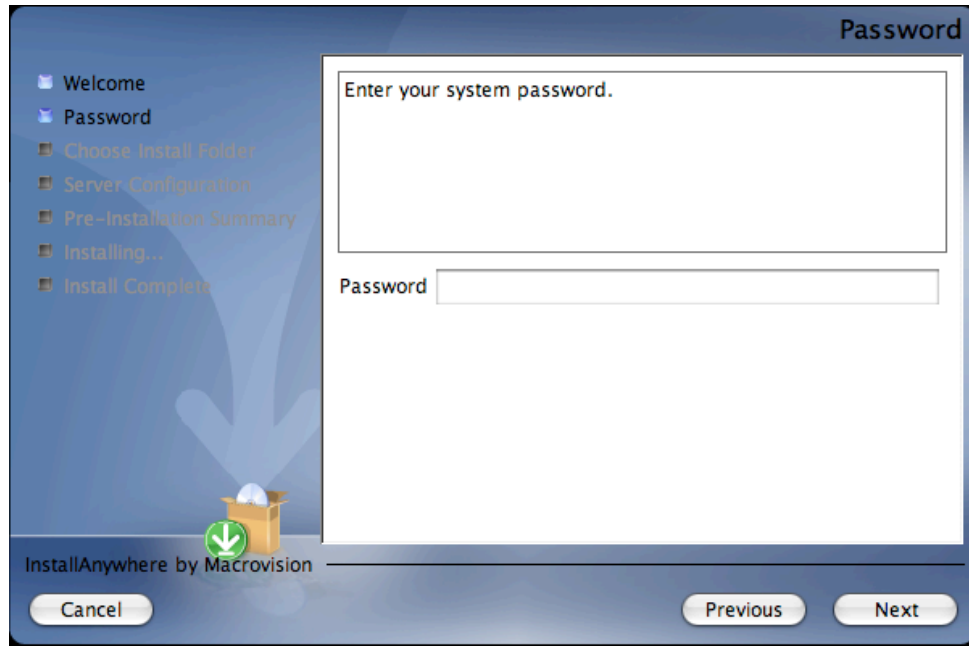 Password
Welcome
Password
Choose Install Folder
Server Configuration
Pre-Installation Summary
Installing...
Install Complete
Enter your system password.
Password
InstallAnywhere by Macrovision
Cancel
Previous
Next